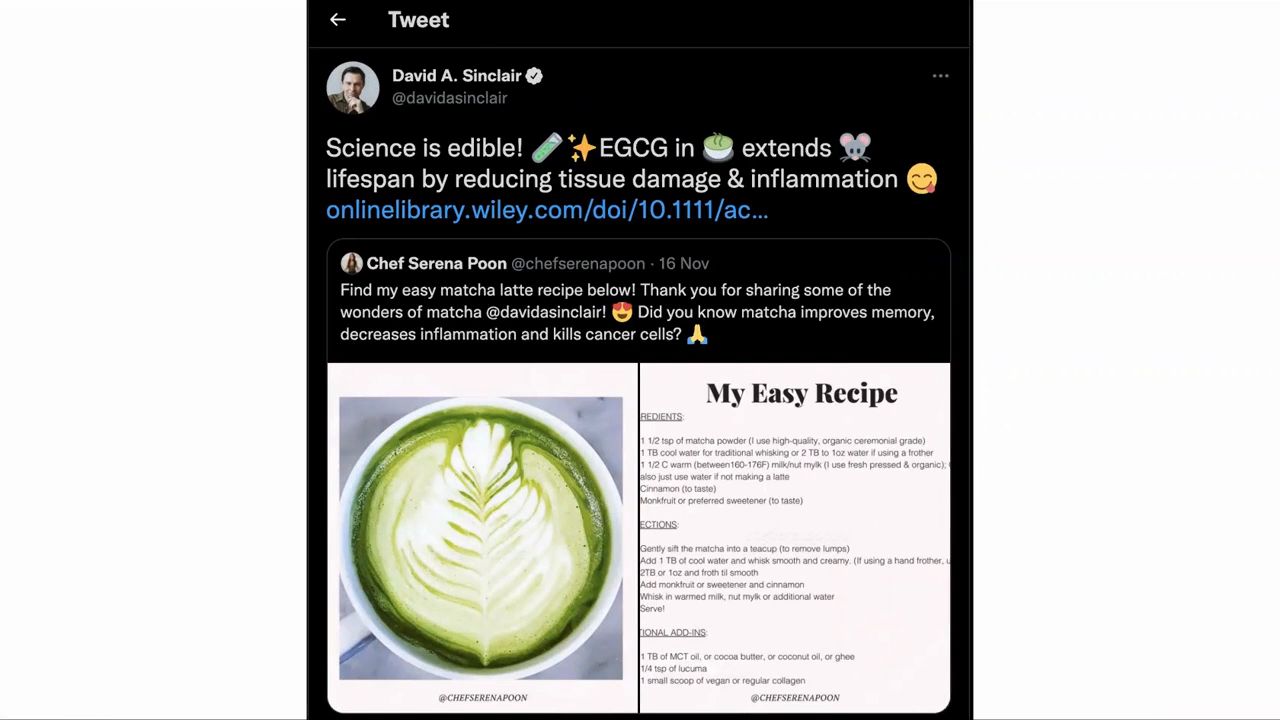 Tweet
David A. Sinclair
@davidasinclair
Science is edible! 🧪✨EGCG in 🍵 extends 🐭
lifespan by reducing tissue damage & inflammation 😋
onlinelibrary.wiley.com/doi/10.1111/ac...
Chef Serena Poon @chefserenapoon · 16 Nov
Find my easy matcha latte recipe below! Thank you for sharing some of the
wonders of matcha @davidasinclair! 😍 Did you know matcha improves memory,
decreases inflammation and kills cancer cells? 🙏
@CHEFSERENAPOON
My Easy Recipe
REDIENTS:
1 1/2 tsp of matcha powder (I use high-quality, organic ceremonial grade)
1 TB cool water for traditional whisking or 2 TB to 1oz water if using a frother
1 1/2 C warm (between160-176F) milk/nut mylk (I use fresh pressed & organic);
also just use water if not making a latte
Cinnamon (to taste)
Monkfruit or preferred sweetener (to taste)
ECTIONS:
Gently sift the matcha into a teacup (to remove lumps)
Add 1 TB of cool water and whisk smooth and creamy. (If using a hand frother, u
2TB or 1oz and froth til smooth
Add monkfruit or sweetener and cinnamon
Whisk in warmed milk, nut mylk or additional water
Serve!
TIONAL ADD-INS:
1 TB of MCT oil, or cocoa butter, or coconut oil, or ghee
1/4 tsp of lucuma
1 small scoop of vegan or regular collagen
@CHEFSERENAPOON